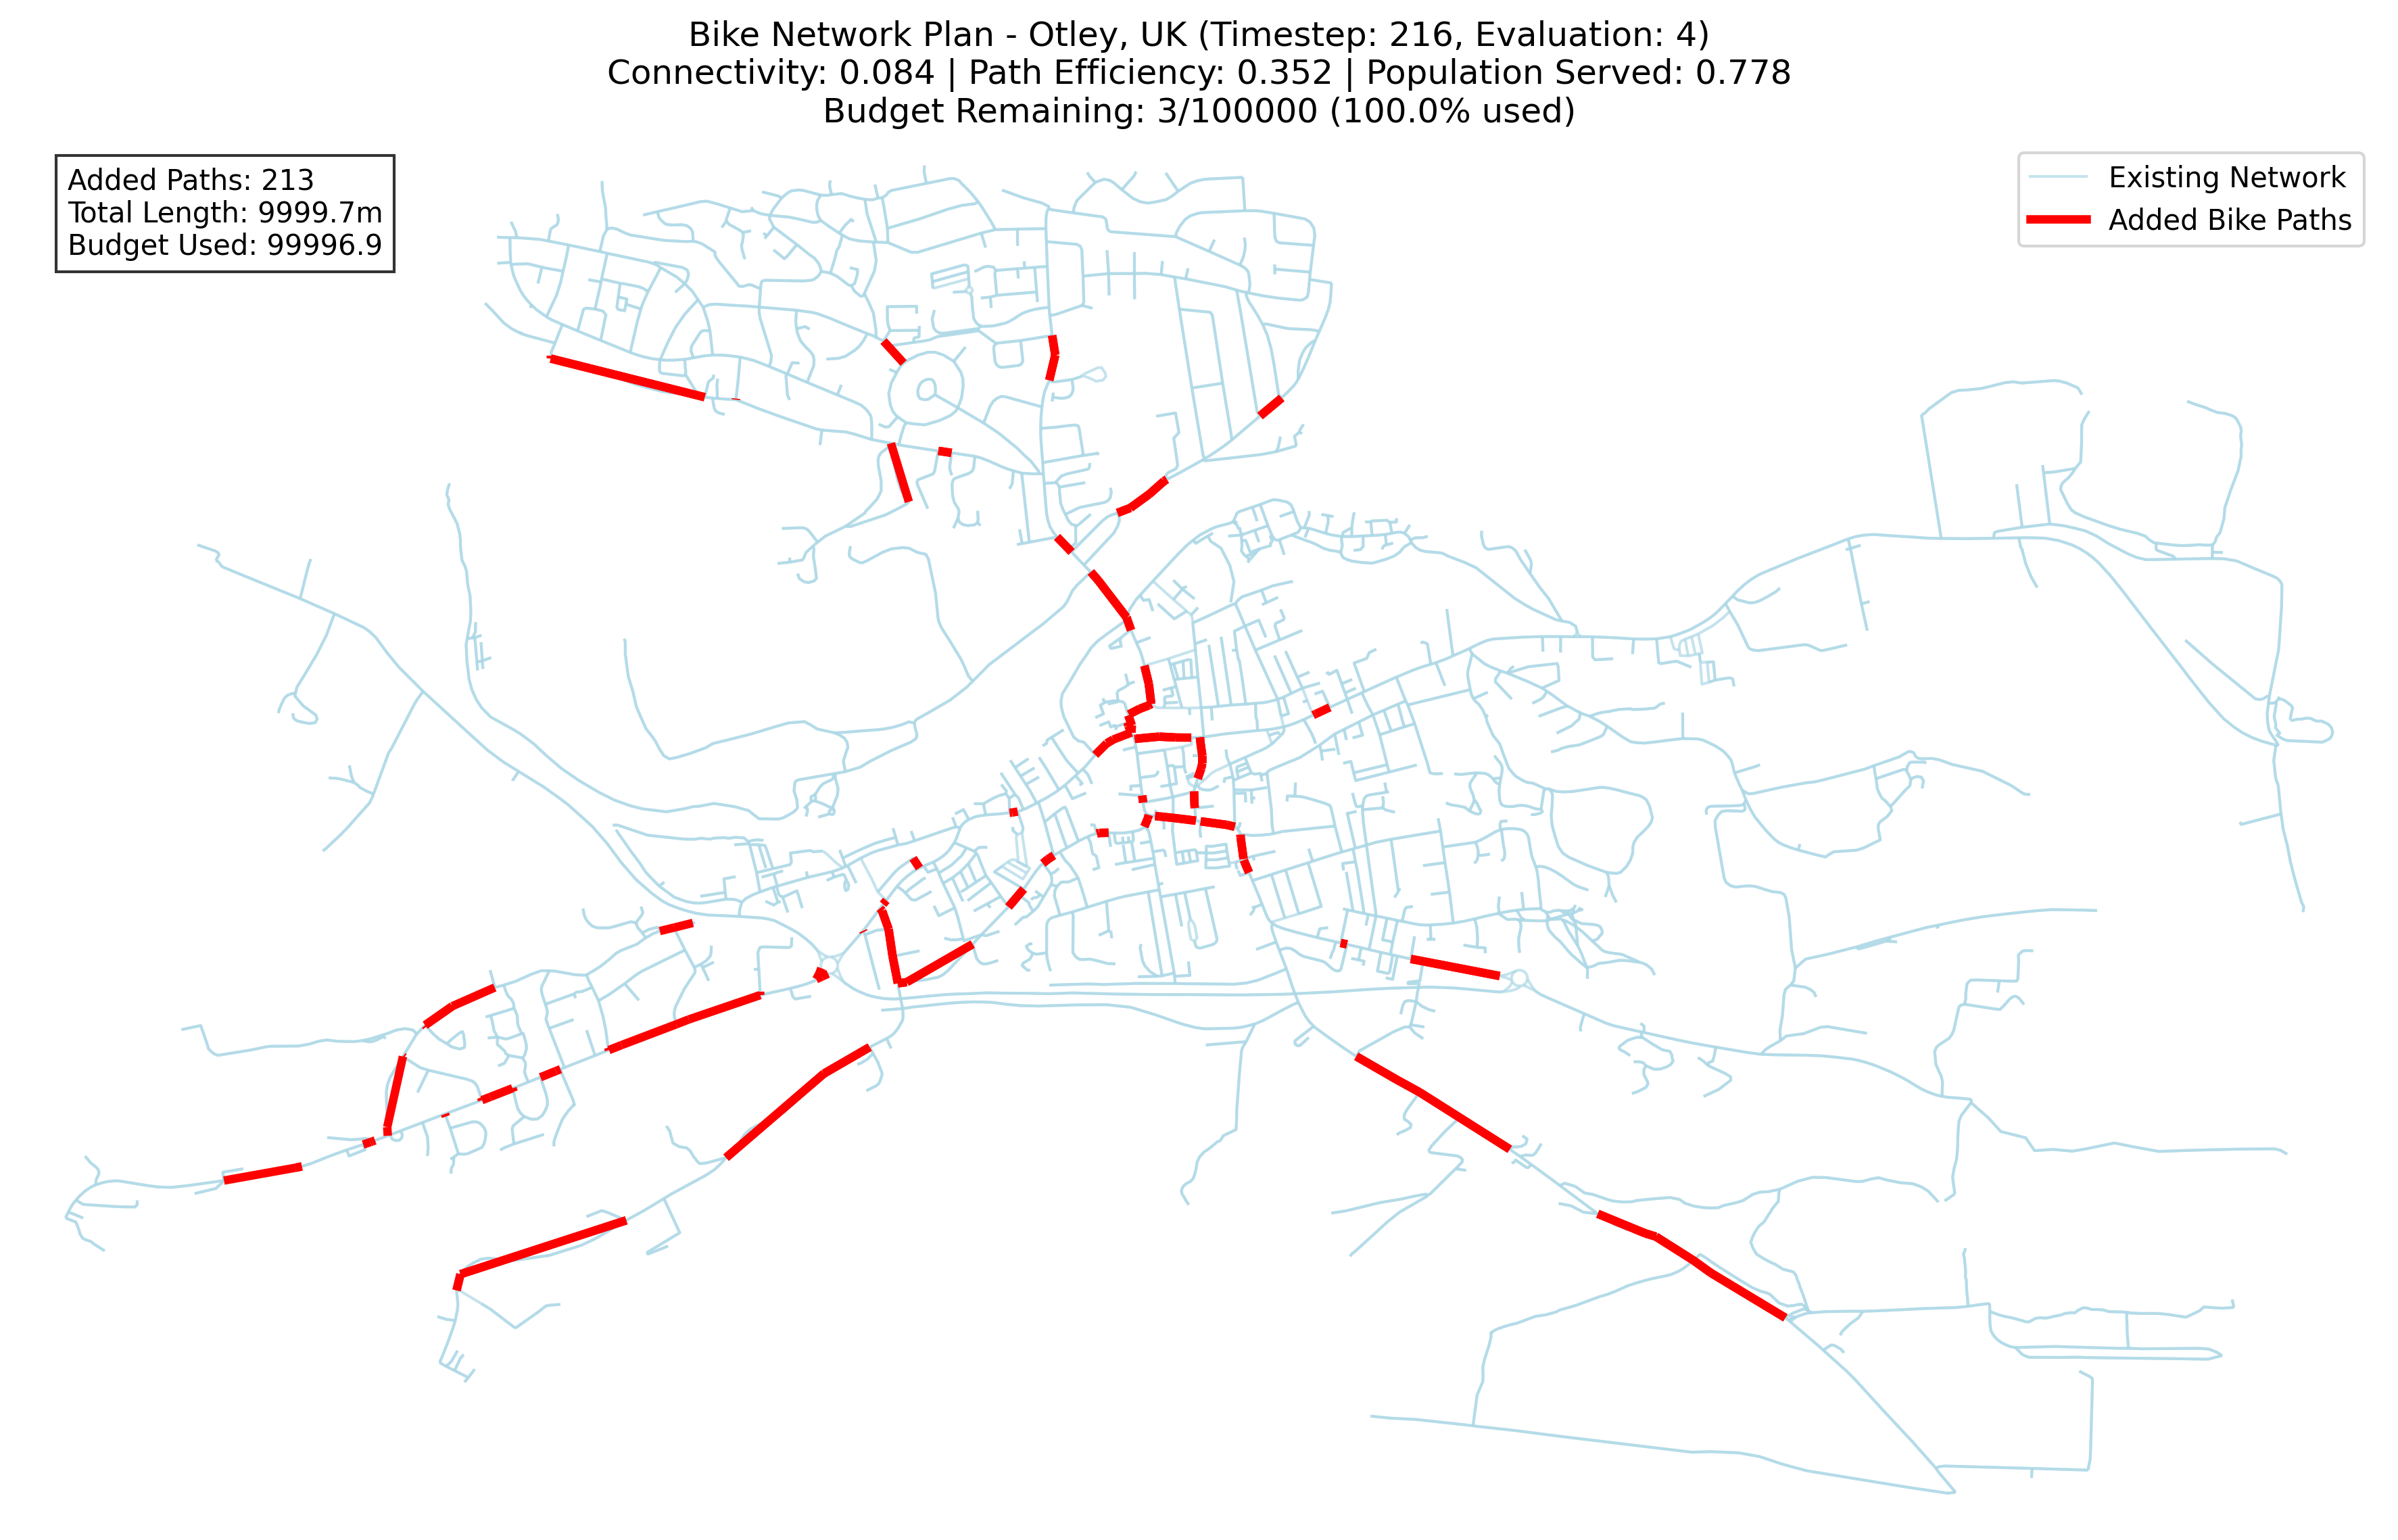 Bike Network Plan - Otley, UK (Timestep: 216, Evaluation: 4)
Connectivity: 0.084 | Path Efficiency: 0.352 | Population Served: 0.778
Budget Remaining: 3/100000 (100.0% used)
Added Paths: 213
Total Length: 9999.7m
Budget Used: 99996.9
Existing Network
Added Bike Paths